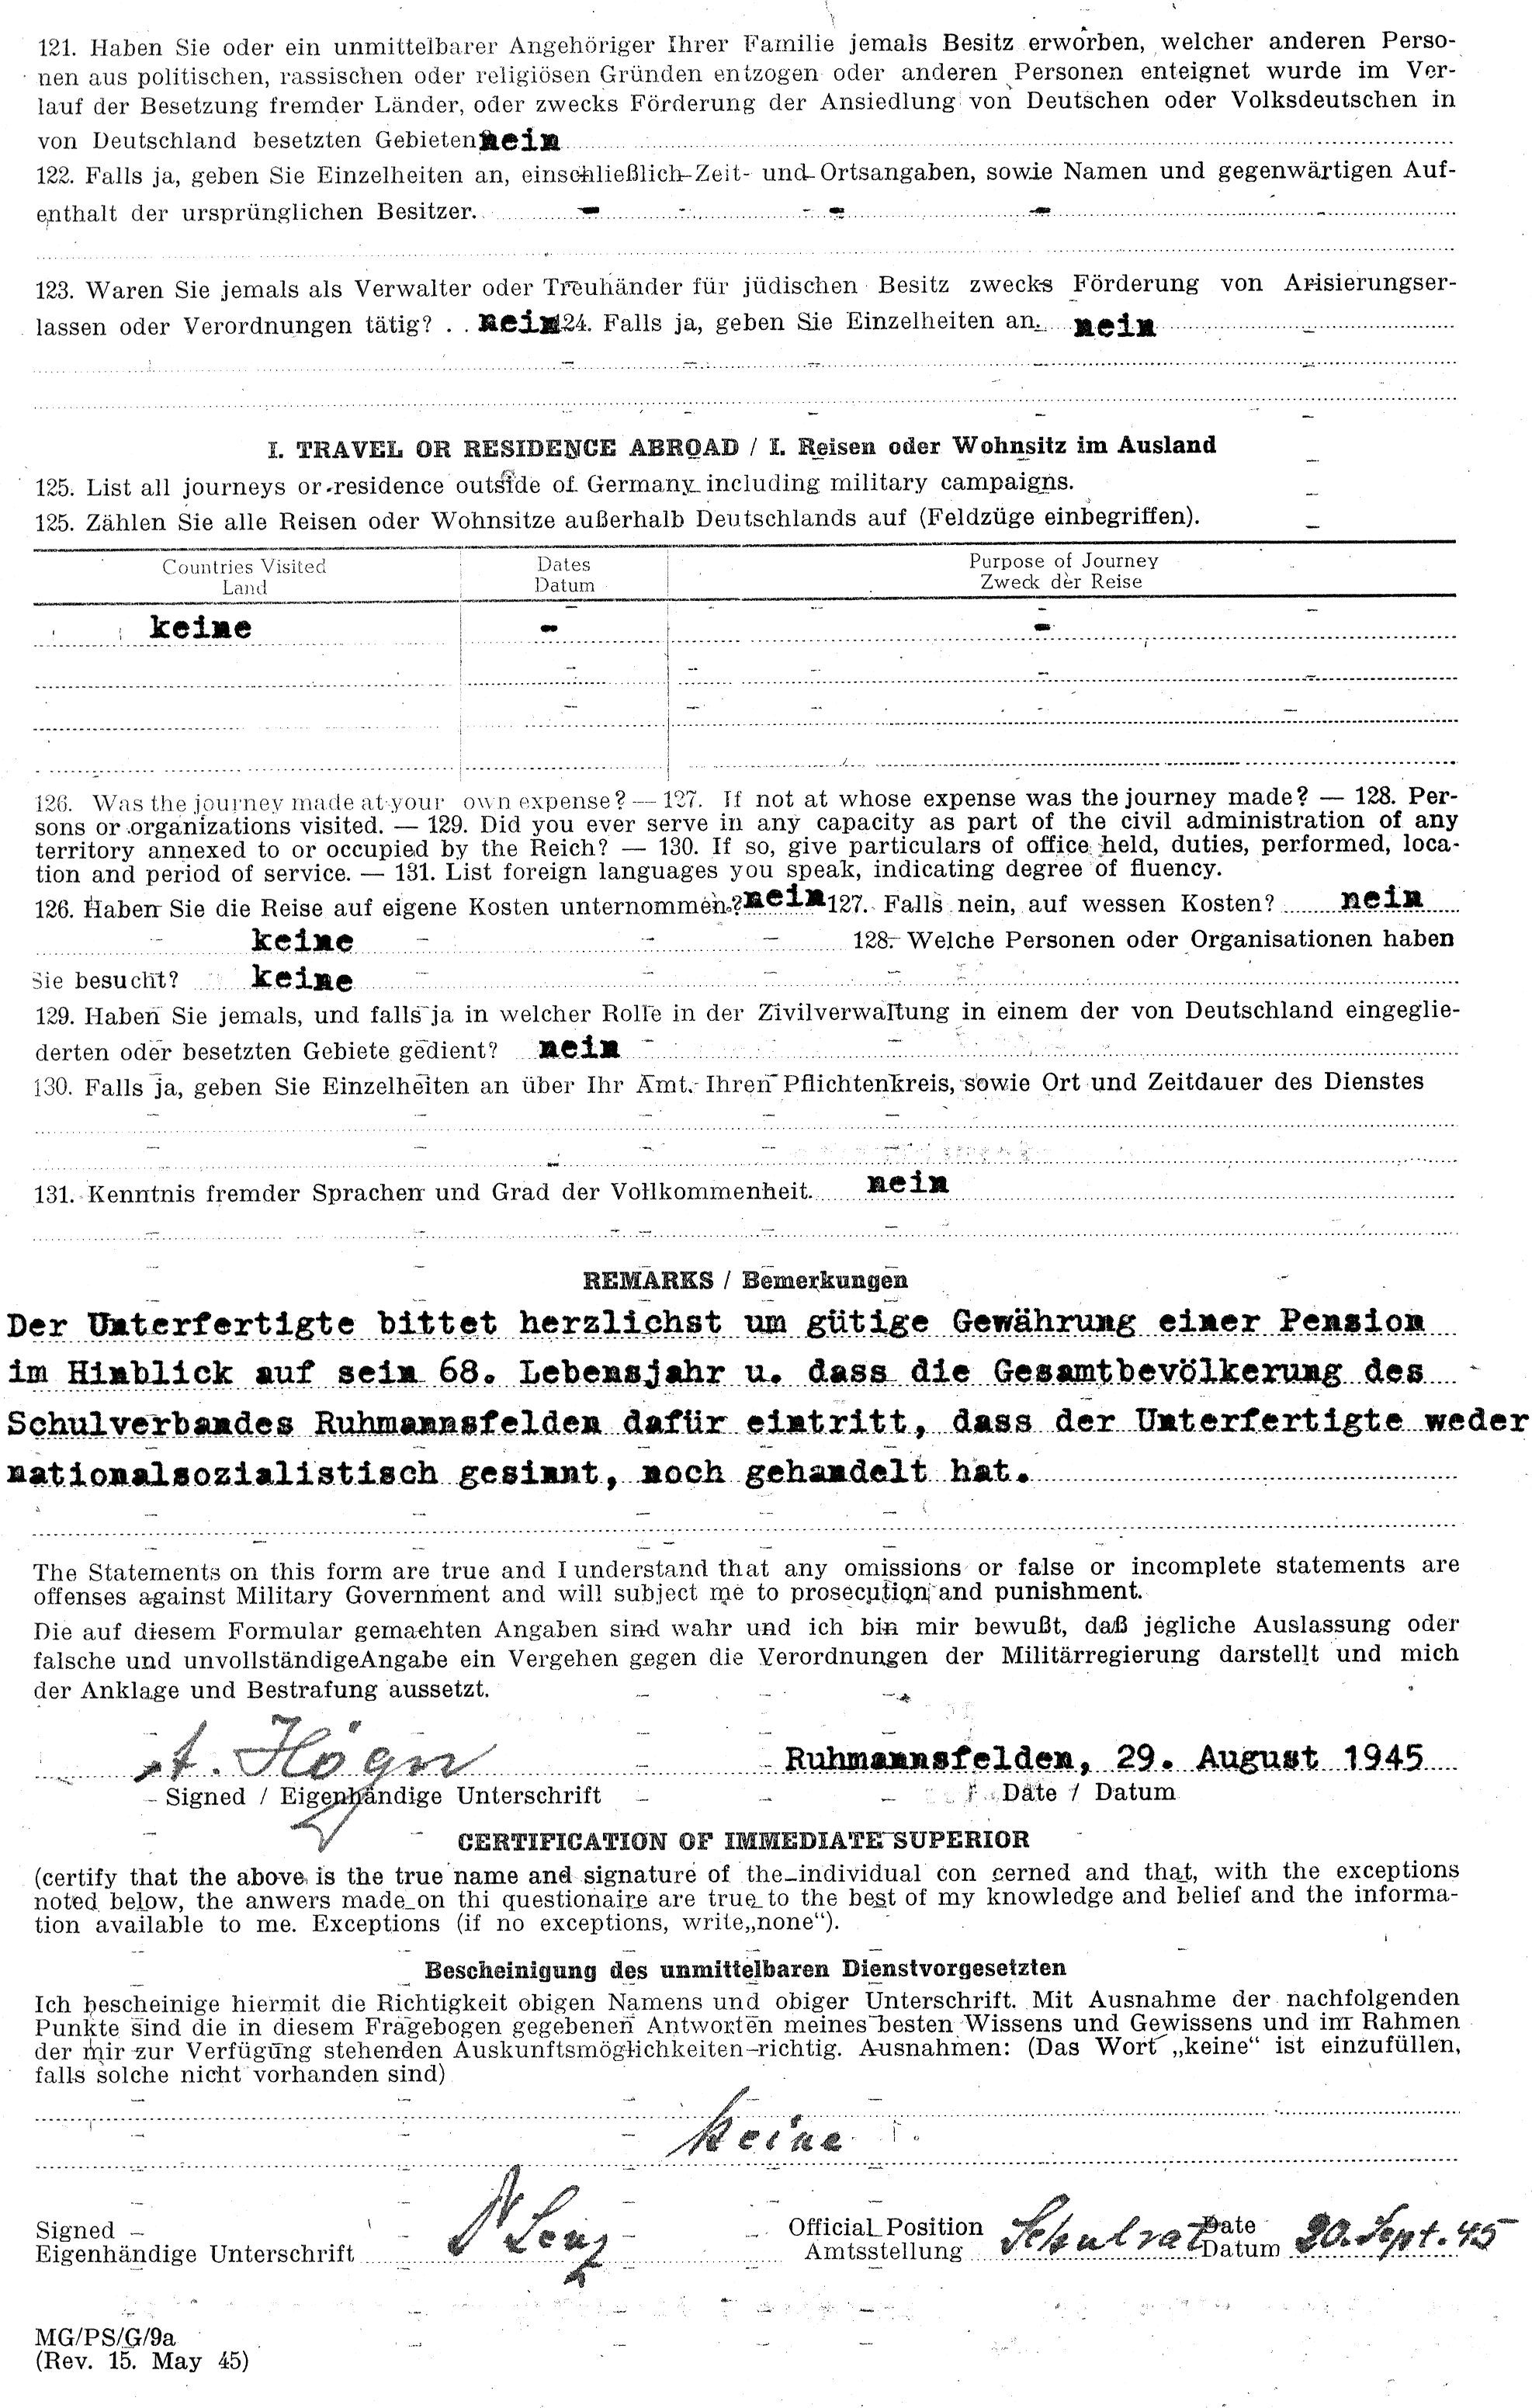 121. Haben Sie oder ein unmittelbarer Angehöriger Ihrer Familie jemals Besitz erworben, welcher anderen Perso-
nen aus politischen, rassischen oder religiösen Gründen entzogen oder anderen Personen enteignet wurde im Ver-
lauf der Besetzung fremder Länder, oder zwecks Förderung der Ansiedlung von Deutschen oder Volksdeutschen in
von Deutschland besetzten Gebieten nein
122. Falls ja, geben Sie Einzelheiten an, einschließlich Zeit- und Ortsangaben, sowie Namen und gegenwärtigen Auf-
enthalt der ursprünglichen Besitzer. - - -
123. Waren Sie jemals als Verwalter oder Treuhänder für jüdischen Besitz zwecks Förderung von Arisierungser-
lassen oder Verordnungen tätig? . . nein 124. Falls ja, geben Sie Einzelheiten an. nein
I. TRAVEL OR RESIDENCE ABROAD / I. Reisen oder Wohnsitz im Ausland
125. List all journeys or residence outside of Germany including military campaigns.
125. Zählen Sie alle Reisen oder Wohnsitze außerhalb Deutschlands auf (Feldzüge einbegriffen).
Countries Visited Dates Purpose of Journey
Land Datum Zweck der Reise
keine - -
126. Was the journey made at your own expense? — 127. If not at whose expense was the journey made? — 128. Per-
sons or organizations visited. — 129. Did you ever serve in any capacity as part of the civil administration of any
territory annexed to or occupied by the Reich? — 130. If so, give particulars of office held, duties, performed, loca-
tion and period of service. — 131. List foreign languages you speak, indicating degree of fluency.
126. Haben Sie die Reise auf eigene Kosten unternommen? nein 127. Falls nein, auf wessen Kosten? nein
keine 128. Welche Personen oder Organisationen haben
Sie besucht? keine
129. Haben Sie jemals, und falls ja in welcher Rolle in der Zivilverwaltung in einem der von Deutschland eingeglie-
derten oder besetzten Gebiete gedient? nein
130. Falls ja, geben Sie Einzelheiten an über Ihr Amt. Ihren Pflichtenkreis, sowie Ort und Zeitdauer des Dienstes
-
131. Kenntnis fremder Sprachen und Grad der Vollkommenheit. nein
REMARKS / Bemerkungen
Der Unterfertigte bittet herzlichst um gütige Gewährung einer Pension
im Hinblick auf sein 68. Lebensjahr u. dass die Gesamtbevölkerung des
Schulverbandes Ruhmannsfelden dafür eintritt, dass der Unterfertigte weder
nationalsozialistisch gesinnt, noch gehandelt hat.
The Statements on this form are true and I understand that any omissions or false or incomplete statements are
offenses against Military Government and will subject me to prosecution and punishment.
Die auf diesem Formular gemachten Angaben sind wahr und ich bin mir bewußt, daß jegliche Auslassung oder
falsche und unvollständigeAngabe ein Vergehen gegen die Verordnungen der Militärregierung darstellt und mich
der Anklage und Bestrafung aussetzt.
A. Högn Ruhmannsfelden, 29. August 1945
Signed / Eigenhändige Unterschrift Date / Datum
CERTIFICATION OF IMMEDIATE SUPERIOR
(certify that the above is the true name and signature of the individual con cerned and that, with the exceptions
noted below, the anwers made on thi questionaire are true to the best of my knowledge and belief and the informa-
tion available to me. Exceptions (if no exceptions, write„none“).
Bescheinigung des unmittelbaren Dienstvorgesetzten
Ich bescheinige hiermit die Richtigkeit obigen Namens und obiger Unterschrift. Mit Ausnahme der nachfolgenden
Punkte sind die in diesem Fragebogen gegebenen Antworten meines besten Wissens und Gewissens und im Rahmen
der mir zur Verfügung stehenden Auskunftsmöglichkeiten richtig. Ausnahmen: (Das Wort „keine“ ist einzufüllen,
falls solche nicht vorhanden sind)
keine
Signed Official Position Date
Eigenhändige Unterschrift Lenz Amtsstellung Schulrat Datum 20. Sept. 45
MG/PS/G/9a
(Rev. 15. May 45)